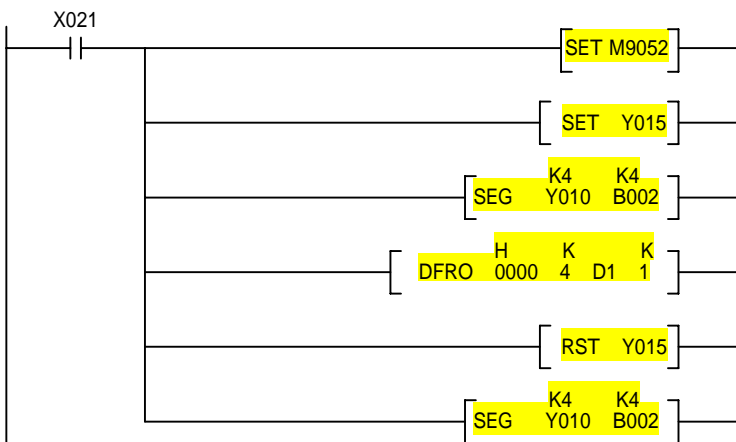 X021
SET M9052
SET Y015
K4 K4
SEG Y010 B002
H K K
DFRO 0000 4 D1 1
RST Y015
K4 K4
SEG Y010 B002